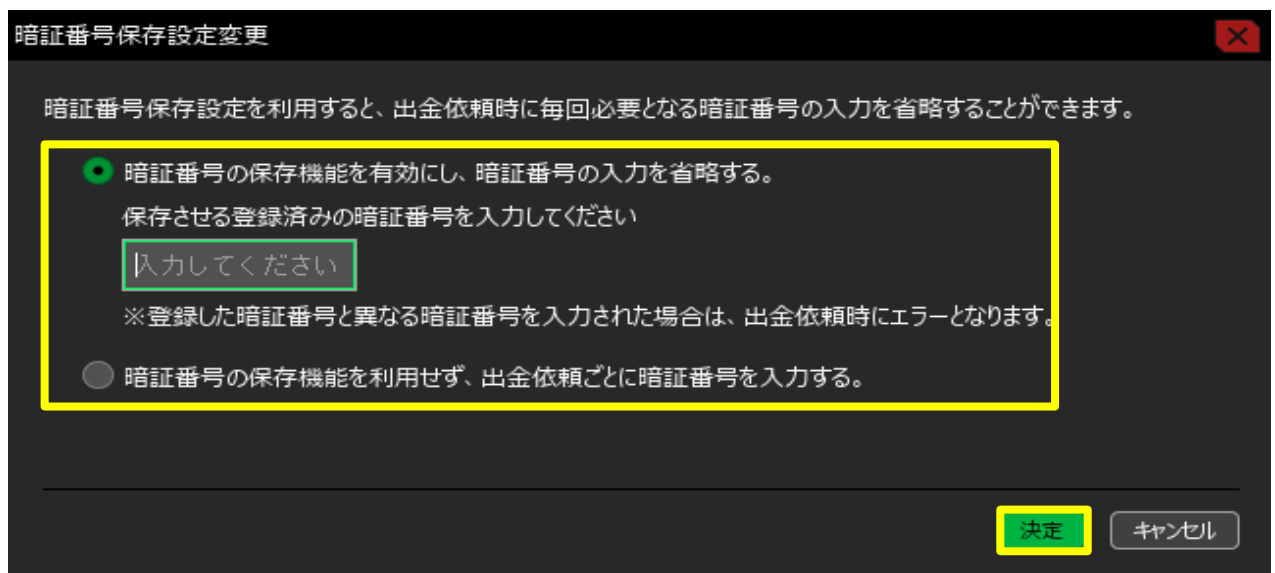 暗証番号保存設定変更
暗証番号保存設定を利用すると、出金依頼時に毎回必要となる暗証番号の入力を省略することができます。
暗証番号の保存機能を有効にし、暗証番号の入力を省略する。
保存させる登録済みの暗証番号を入力してください
入力してください
※登録した暗証番号と異なる暗証番号を入力された場合は、出金依頼時にエラーとなります。
暗証番号の保存機能を利用せず、出金依頼ごとに暗証番号を入力する。
決定
キャンセル